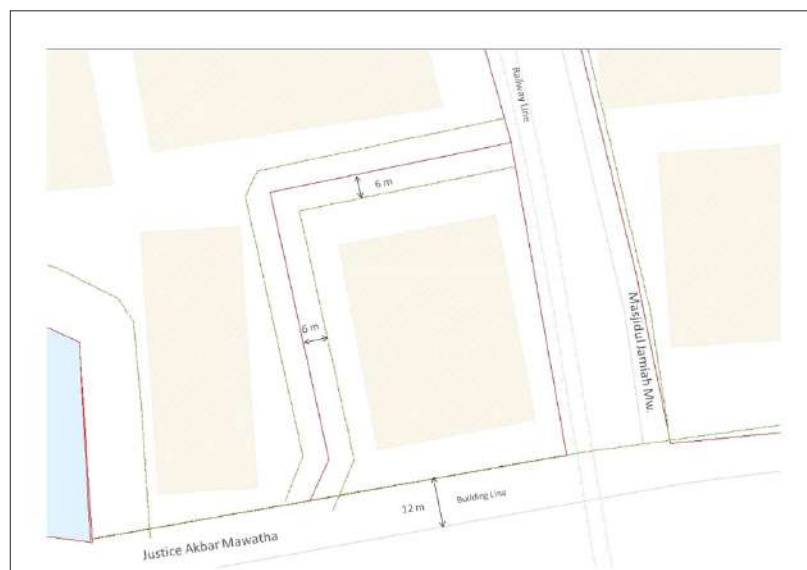 Railway Line
6 m
6 m
Masjidul Jamiah Mw.
12 m
Building Line
Justice Akbar Mawatha